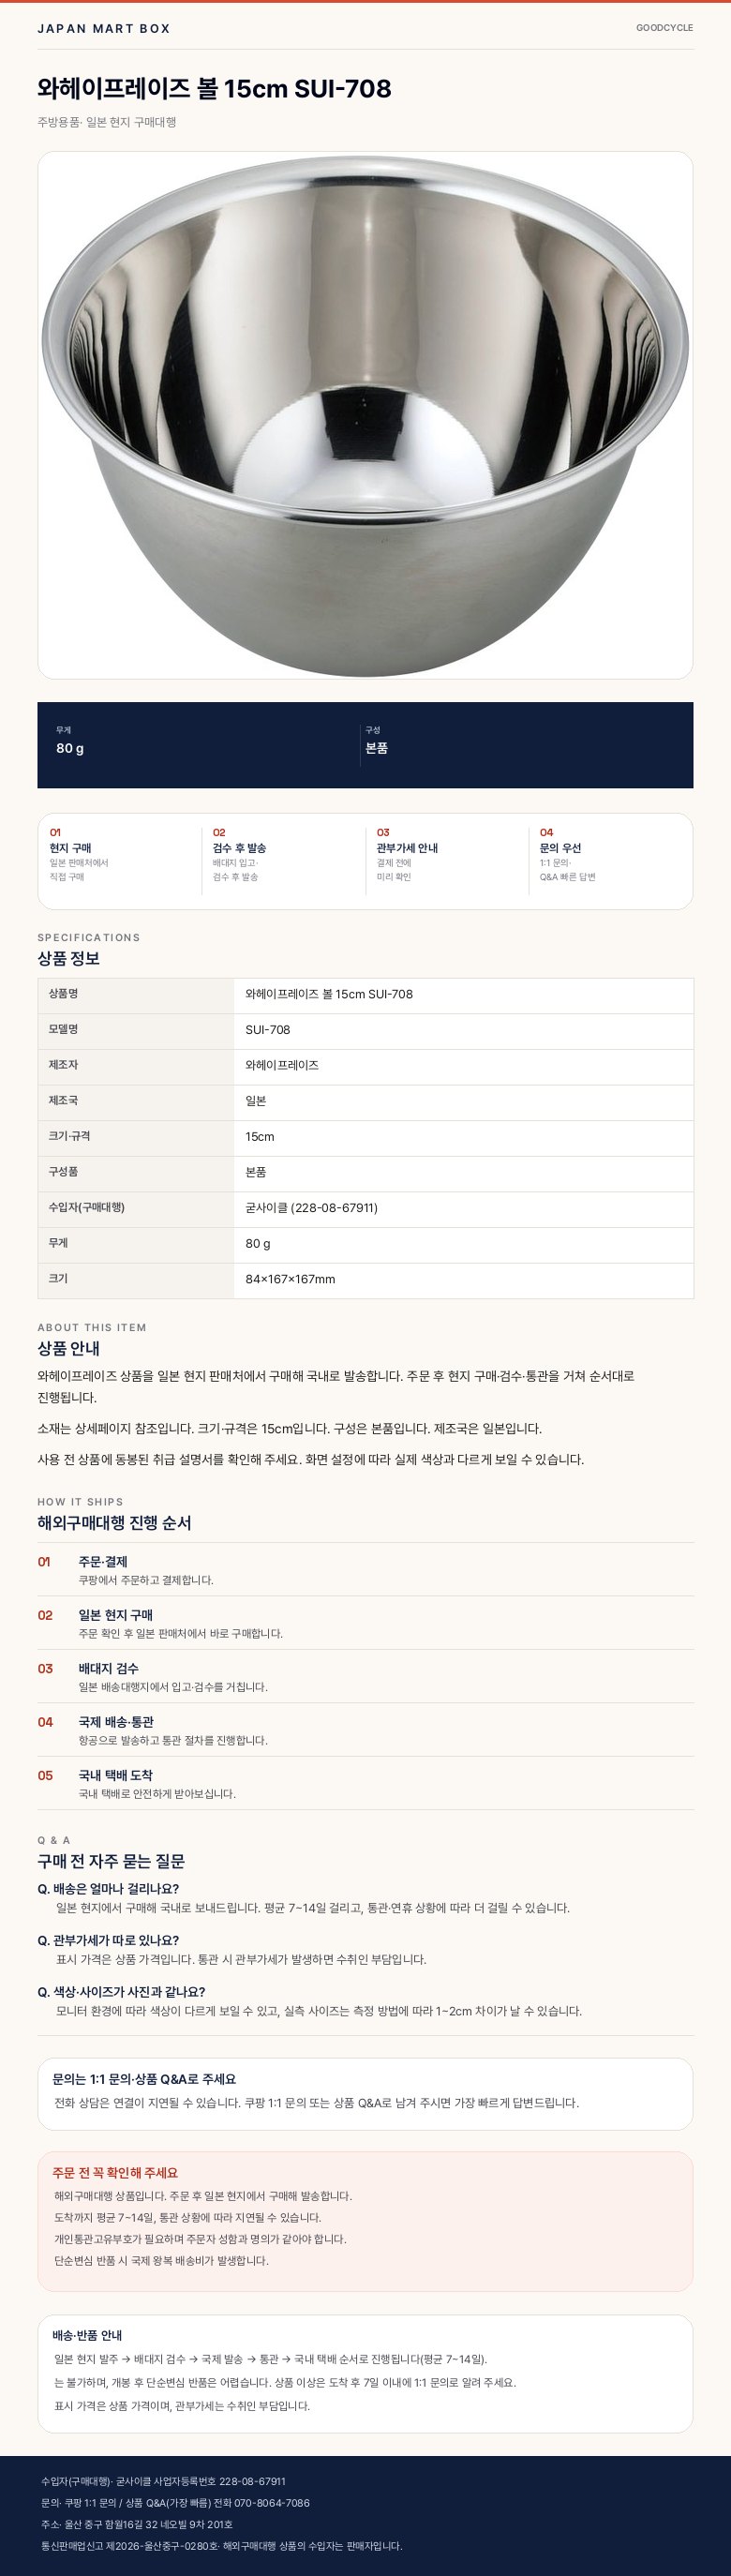 JAPAN MART BOX
GOODCYCLE
와헤이프레이즈 볼 15cm SUI-708
주방용품· 일본 현지 구매대행
무게
80 g
구성
본품
01
현지 구매
일본 판매처에서
직접 구매
02
검수 후 발송
배대지 입고·
검수 후 발송
03
관부가세 안내
결제 전에
미리 확인
04
문의 우선
1:1 문의·
Q&A 빠른 답변
SPECIFICATIONS
상품 정보
상품명
와헤이프레이즈 볼 15cm SUI-708
모델명
SUI-708
제조자
와헤이프레이즈
제조국
일본
크기·규격
15cm
구성품
본품
수입자(구매대행)
굳사이클 (228-08-67911)
무게
80 g
크기
84×167×167mm
ABOUT THIS ITEM
상품 안내
와헤이프레이즈 상품을 일본 현지 판매처에서 구매해 국내로 발송합니다. 주문 후 현지 구매·검수·통관을 거쳐 순서대로
진행됩니다.
소재는 상세페이지 참조입니다. 크기·규격은 15cm입니다. 구성은 본품입니다. 제조국은 일본입니다.
사용 전 상품에 동봉된 취급 설명서를 확인해 주세요. 화면 설정에 따라 실제 색상과 다르게 보일 수 있습니다.
HOW IT SHIPS
해외구매대행 진행 순서
01
주문·결제
쿠팡에서 주문하고 결제합니다.
02
일본 현지 구매
주문 확인 후 일본 판매처에서 바로 구매합니다.
03
배대지 검수
일본 배송대행지에서 입고·검수를 거칩니다.
04
국제 배송·통관
항공으로 발송하고 통관 절차를 진행합니다.
05
국내 택배 도착
국내 택배로 안전하게 받아보십니다.
Q & A
구매 전 자주 묻는 질문
Q. 배송은 얼마나 걸리나요?
일본 현지에서 구매해 국내로 보내드립니다. 평균 7~14일 걸리고, 통관·연휴 상황에 따라 더 걸릴 수 있습니다.
Q. 관부가세가 따로 있나요?
표시 가격은 상품 가격입니다. 통관 시 관부가세가 발생하면 수취인 부담입니다.
Q. 색상·사이즈가 사진과 같나요?
모니터 환경에 따라 색상이 다르게 보일 수 있고, 실측 사이즈는 측정 방법에 따라 1~2cm 차이가 날 수 있습니다.
문의는 1:1 문의·상품 Q&A로 주세요
전화 상담은 연결이 지연될 수 있습니다. 쿠팡 1:1 문의 또는 상품 Q&A로 남겨 주시면 가장 빠르게 답변드립니다.
주문 전 꼭 확인해 주세요
해외구매대행 상품입니다. 주문 후 일본 현지에서 구매해 발송합니다.
도착까지 평균 7~14일, 통관 상황에 따라 지연될 수 있습니다.
개인통관고유부호가 필요하며 주문자 성함과 명의가 같아야 합니다.
단순변심 반품 시 국제 왕복 배송비가 발생합니다.
배송·반품 안내
일본 현지 발주 → 배대지 검수 → 국제 발송 → 통관 → 국내 택배 순서로 진행됩니다(평균 7~14일).
는 불가하며, 개봉 후 단순변심 반품은 어렵습니다. 상품 이상은 도착 후 7일 이내에 1:1 문의로 알려 주세요.
표시 가격은 상품 가격이며, 관부가세는 수취인 부담입니다.
수입자(구매대행)· 굳사이클 사업자등록번호 228-08-67911
문의· 쿠팡 1:1 문의 / 상품 Q&A(가장 빠름) 전화 070-8064-7086
주소· 울산 중구 함월16길 32 네오빌 9차 201호
통신판매업신고 제2026-울산중구-0280호· 해외구매대행 상품의 수입자는 판매자입니다.